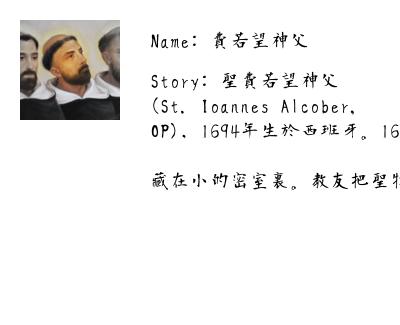 Name: 費若望神父
Story: 聖費若望神父
(St. Ioannes Alcober,
OP), 1694年生於西班牙。16
藏在小的密室裏。教友把聖物